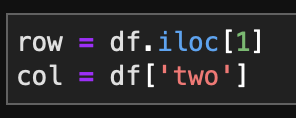 row = df.iloc[1]
col = df['two']